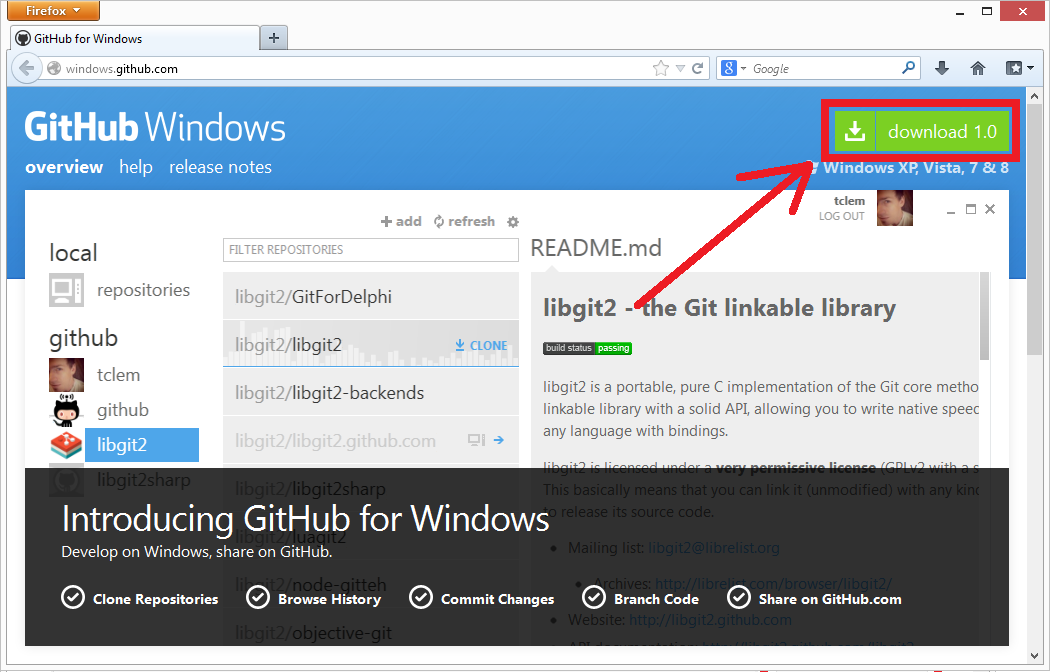 Firefox
GitHub for Windows
windows.github.com
8
Google
GitHub Windows
download 1.0
overview help release notes
Windows XP, Vista, 7 & 8
tclem
LOG OUT
add refresh
local
repositories
github
tclem
github
libgit2
libgit2sharp
FILTER REPOSITORIES
libgit2/GitForDelphi
libgit2/libgit2 CLONE
libgit2/libgit2-backends
libgit2/libgit2.github.com
libgit2/libgit2sharp
libgit2/luagit2
libgit2/node-gitteh
libgit2/objective-git
README.md
libgit2 - the Git linkable library
build status passing
libgit2 is a portable, pure C implementation of the Git core metho
linkable library with a solid API, allowing you to write native speed
any language with bindings.
libgit2 is licensed under a very permissive license (GPLv2 with a s
This basically means that you can link it (unmodified) with any kind
to release its source code.
Mailing list: libgit2@librelist.org
Archives: http://librelist.com/browser/libgit2/
Website: http://libgit2.github.com
Introducing GitHub for Windows
Develop on Windows, share on GitHub.
Clone Repositories Browse History Commit Changes Branch Code Share on GitHub.com